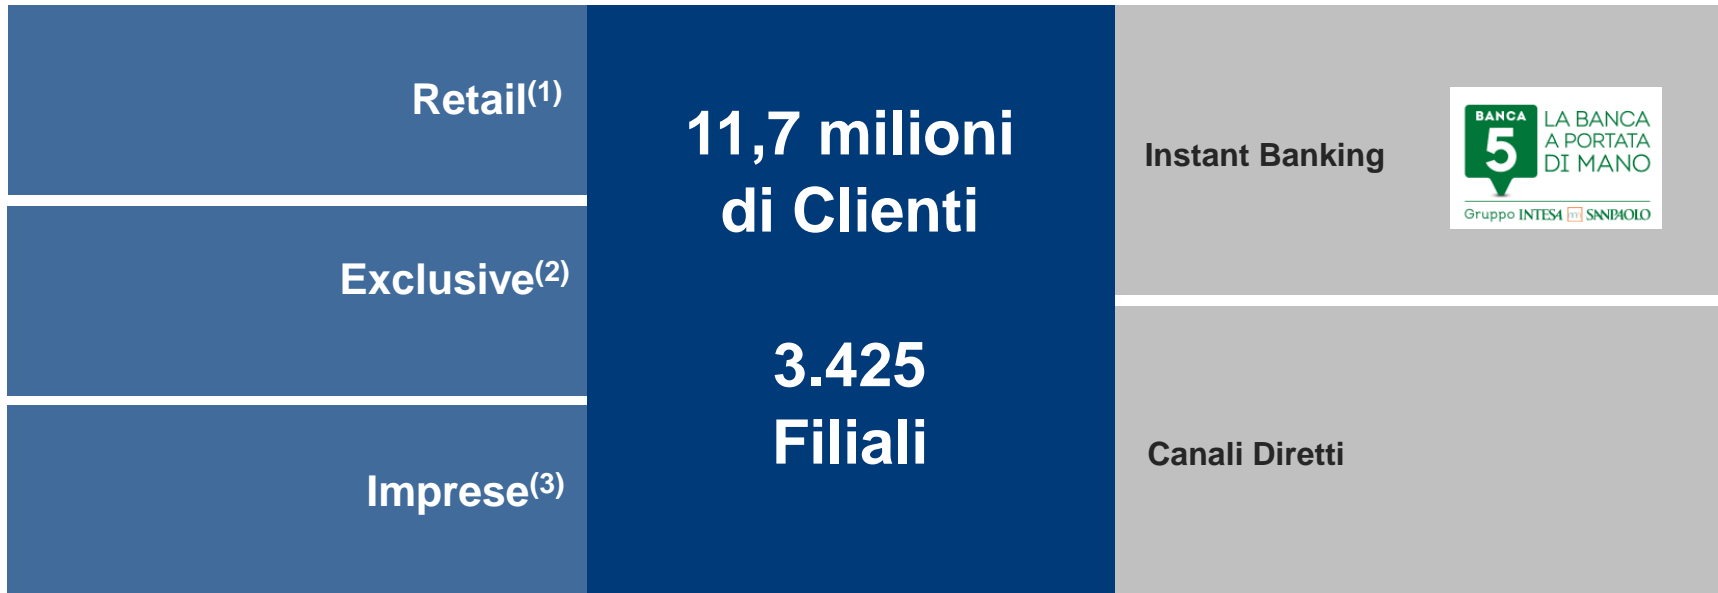 Retail(1)
Exclusive(2)
Imprese(3)
11,7 milioni
di Clienti
3.425
Filiali
Instant Banking
BANCA
5
LA BANCA
A PORTATA
DI MANO
Gruppo INTESA SANPAOLO
Canali Diretti